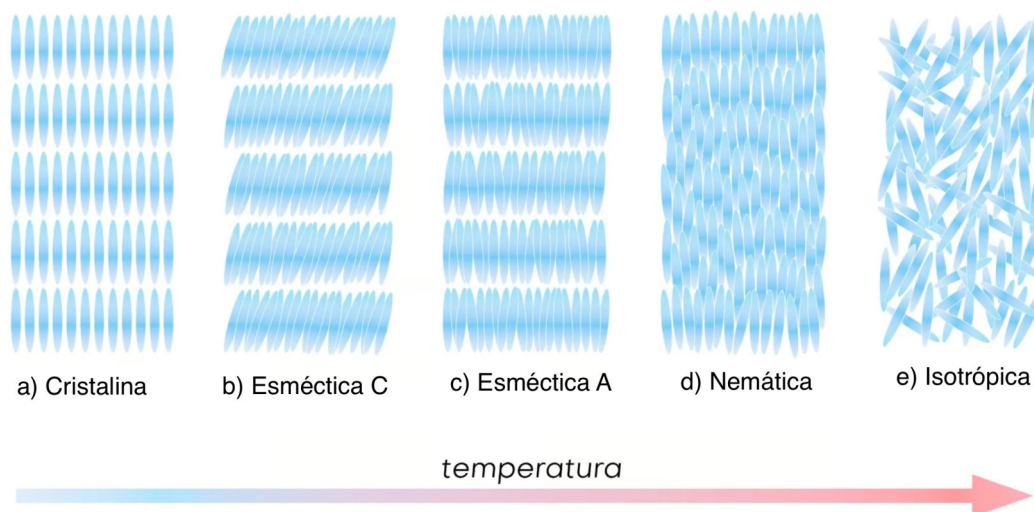 a) Cristalina
b) Esméctica C
c) Esméctica A
d) Nemática
e) Isotrópica
temperatura